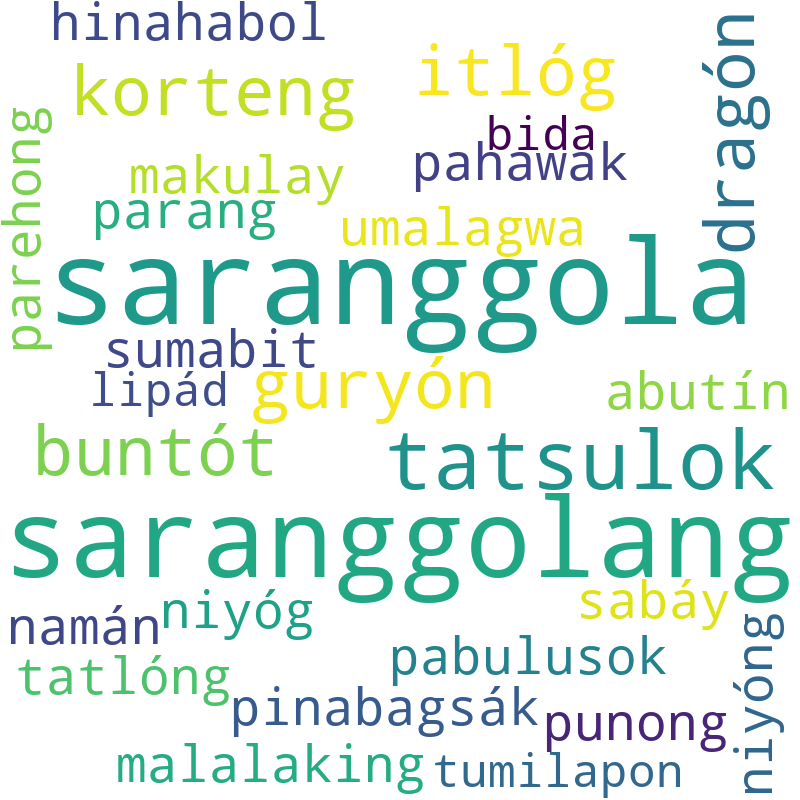 hinahabol
korteng
itlóg
dragón
bida
pahawak
makulay
parehong
parang
umalagwa
saranggola
sumabit
lipád
guryón
abutín
buntót
tatsulok
saranggolang
niyóg
sabáy
namán
niyóng
tatlóng
pabulusok
pinabagsák
punong
malalaking
tumilapon